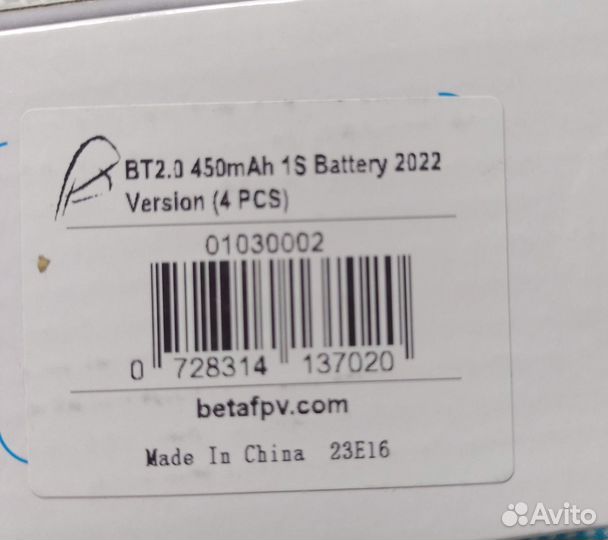 BT2.0 450mAh 1S Battery 2022
Version (4 PCS)
01030002
0 728314 137020
betafpv.com
Made In China 23E16
Avito